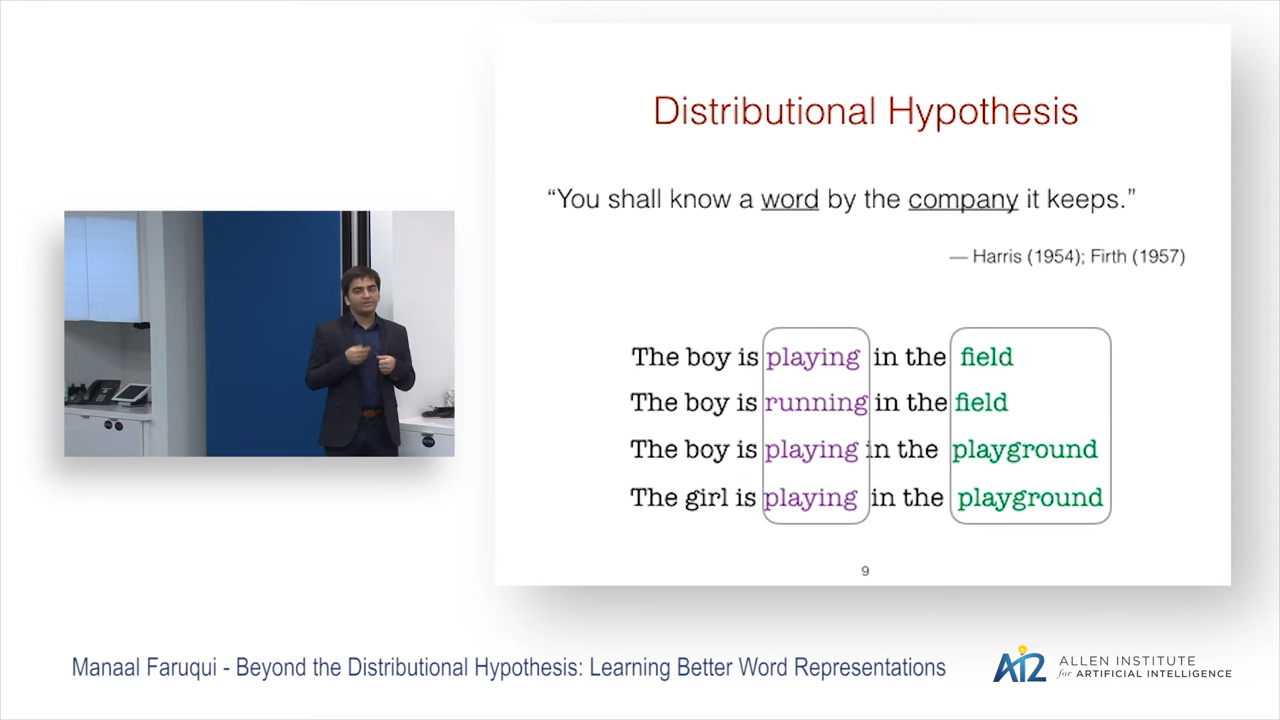 Distributional Hypothesis
“You shall know a word by the company it keeps.”
— Harris (1954); Firth (1957)
The boy is playing in the field
The boy is running in the field
The boy is playing in the playground
The girl is playing in the playground
9
Manaal Faruqui - Beyond the Distributional Hypothesis: Learning Better Word Representations
AI2 ALLEN INSTITUTE
for ARTIFICIAL INTELLIGENCE